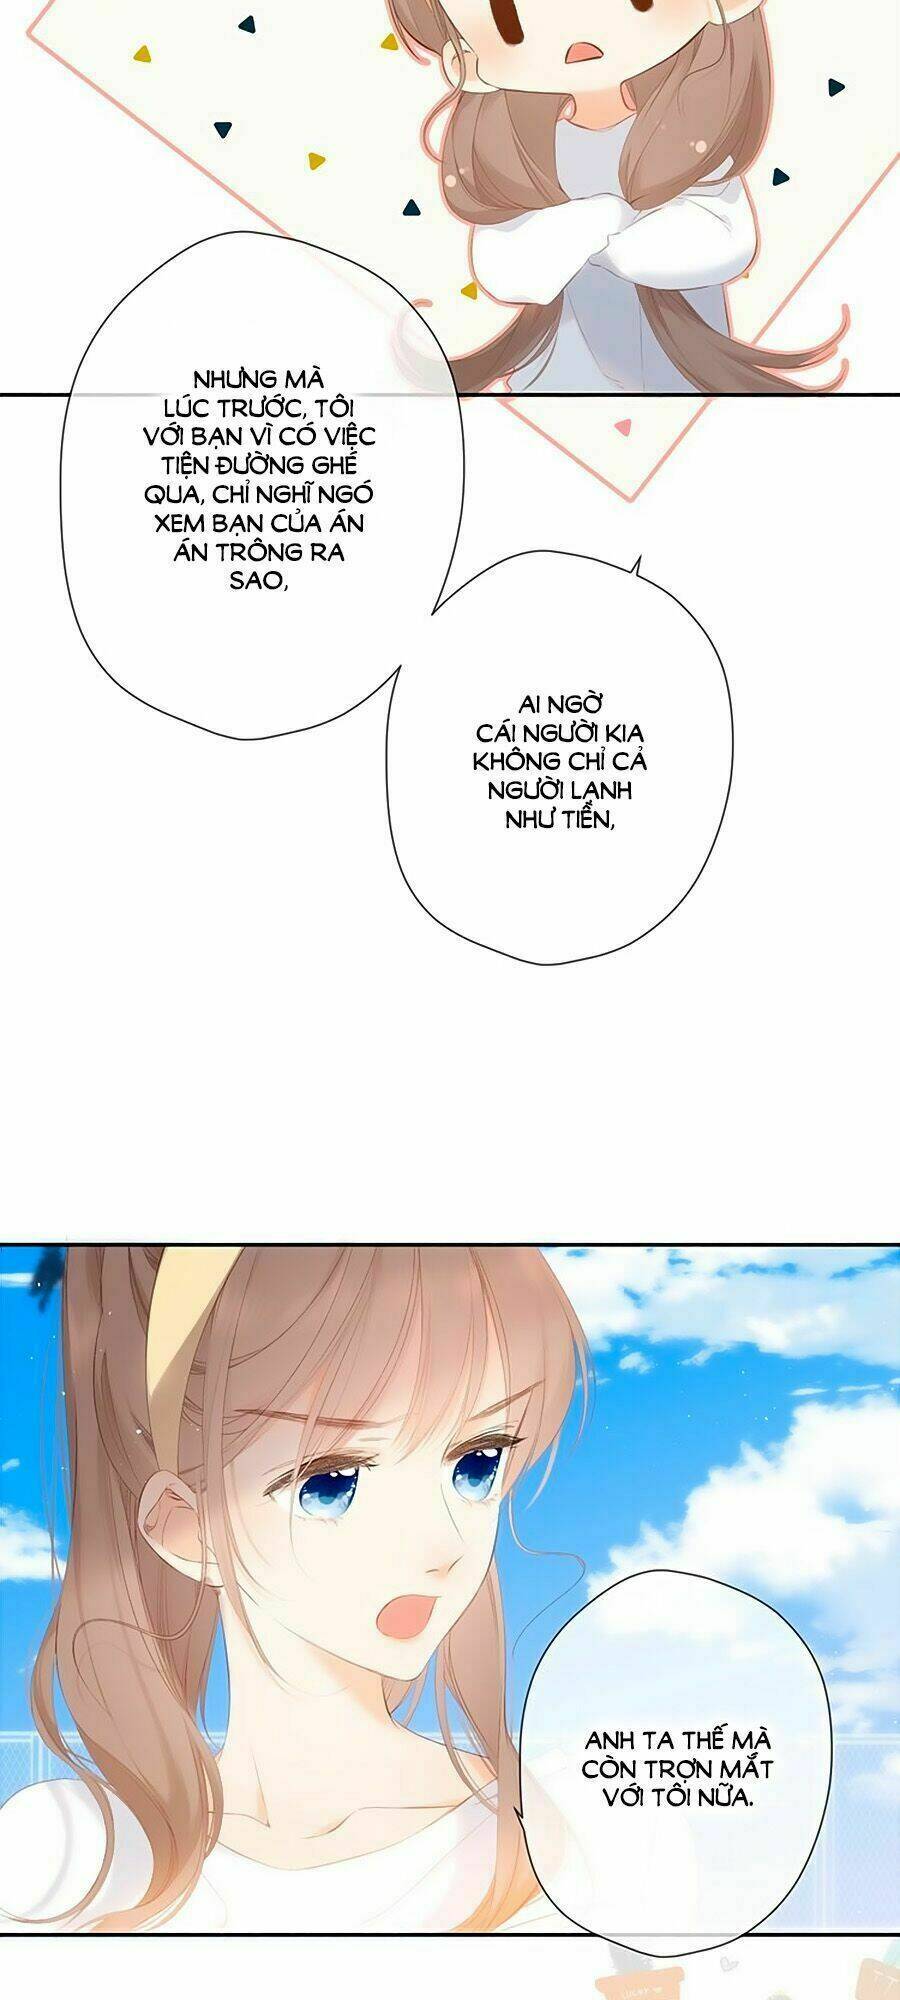 NHƯNG MÀ
LÚC TRƯỚC, TÔI
VỚI BẠN VÌ CÓ VIỆC
TIỆN ĐƯỜNG GHÉ
QUA, CHỈ NGHĨ NGÓ
XEM BẠN CỦA ÁN
ÁN TRÔNG RA
SAO,
AI NGỜ
CÁI NGƯỜI KIA
KHÔNG CHỈ CẢ
NGƯỜI LẠNH
NHƯ TIỀN,
ANH TA THẾ MÀ
CÒN TRỢN MẮT
VỚI TÔI NỮA.
LUCKY